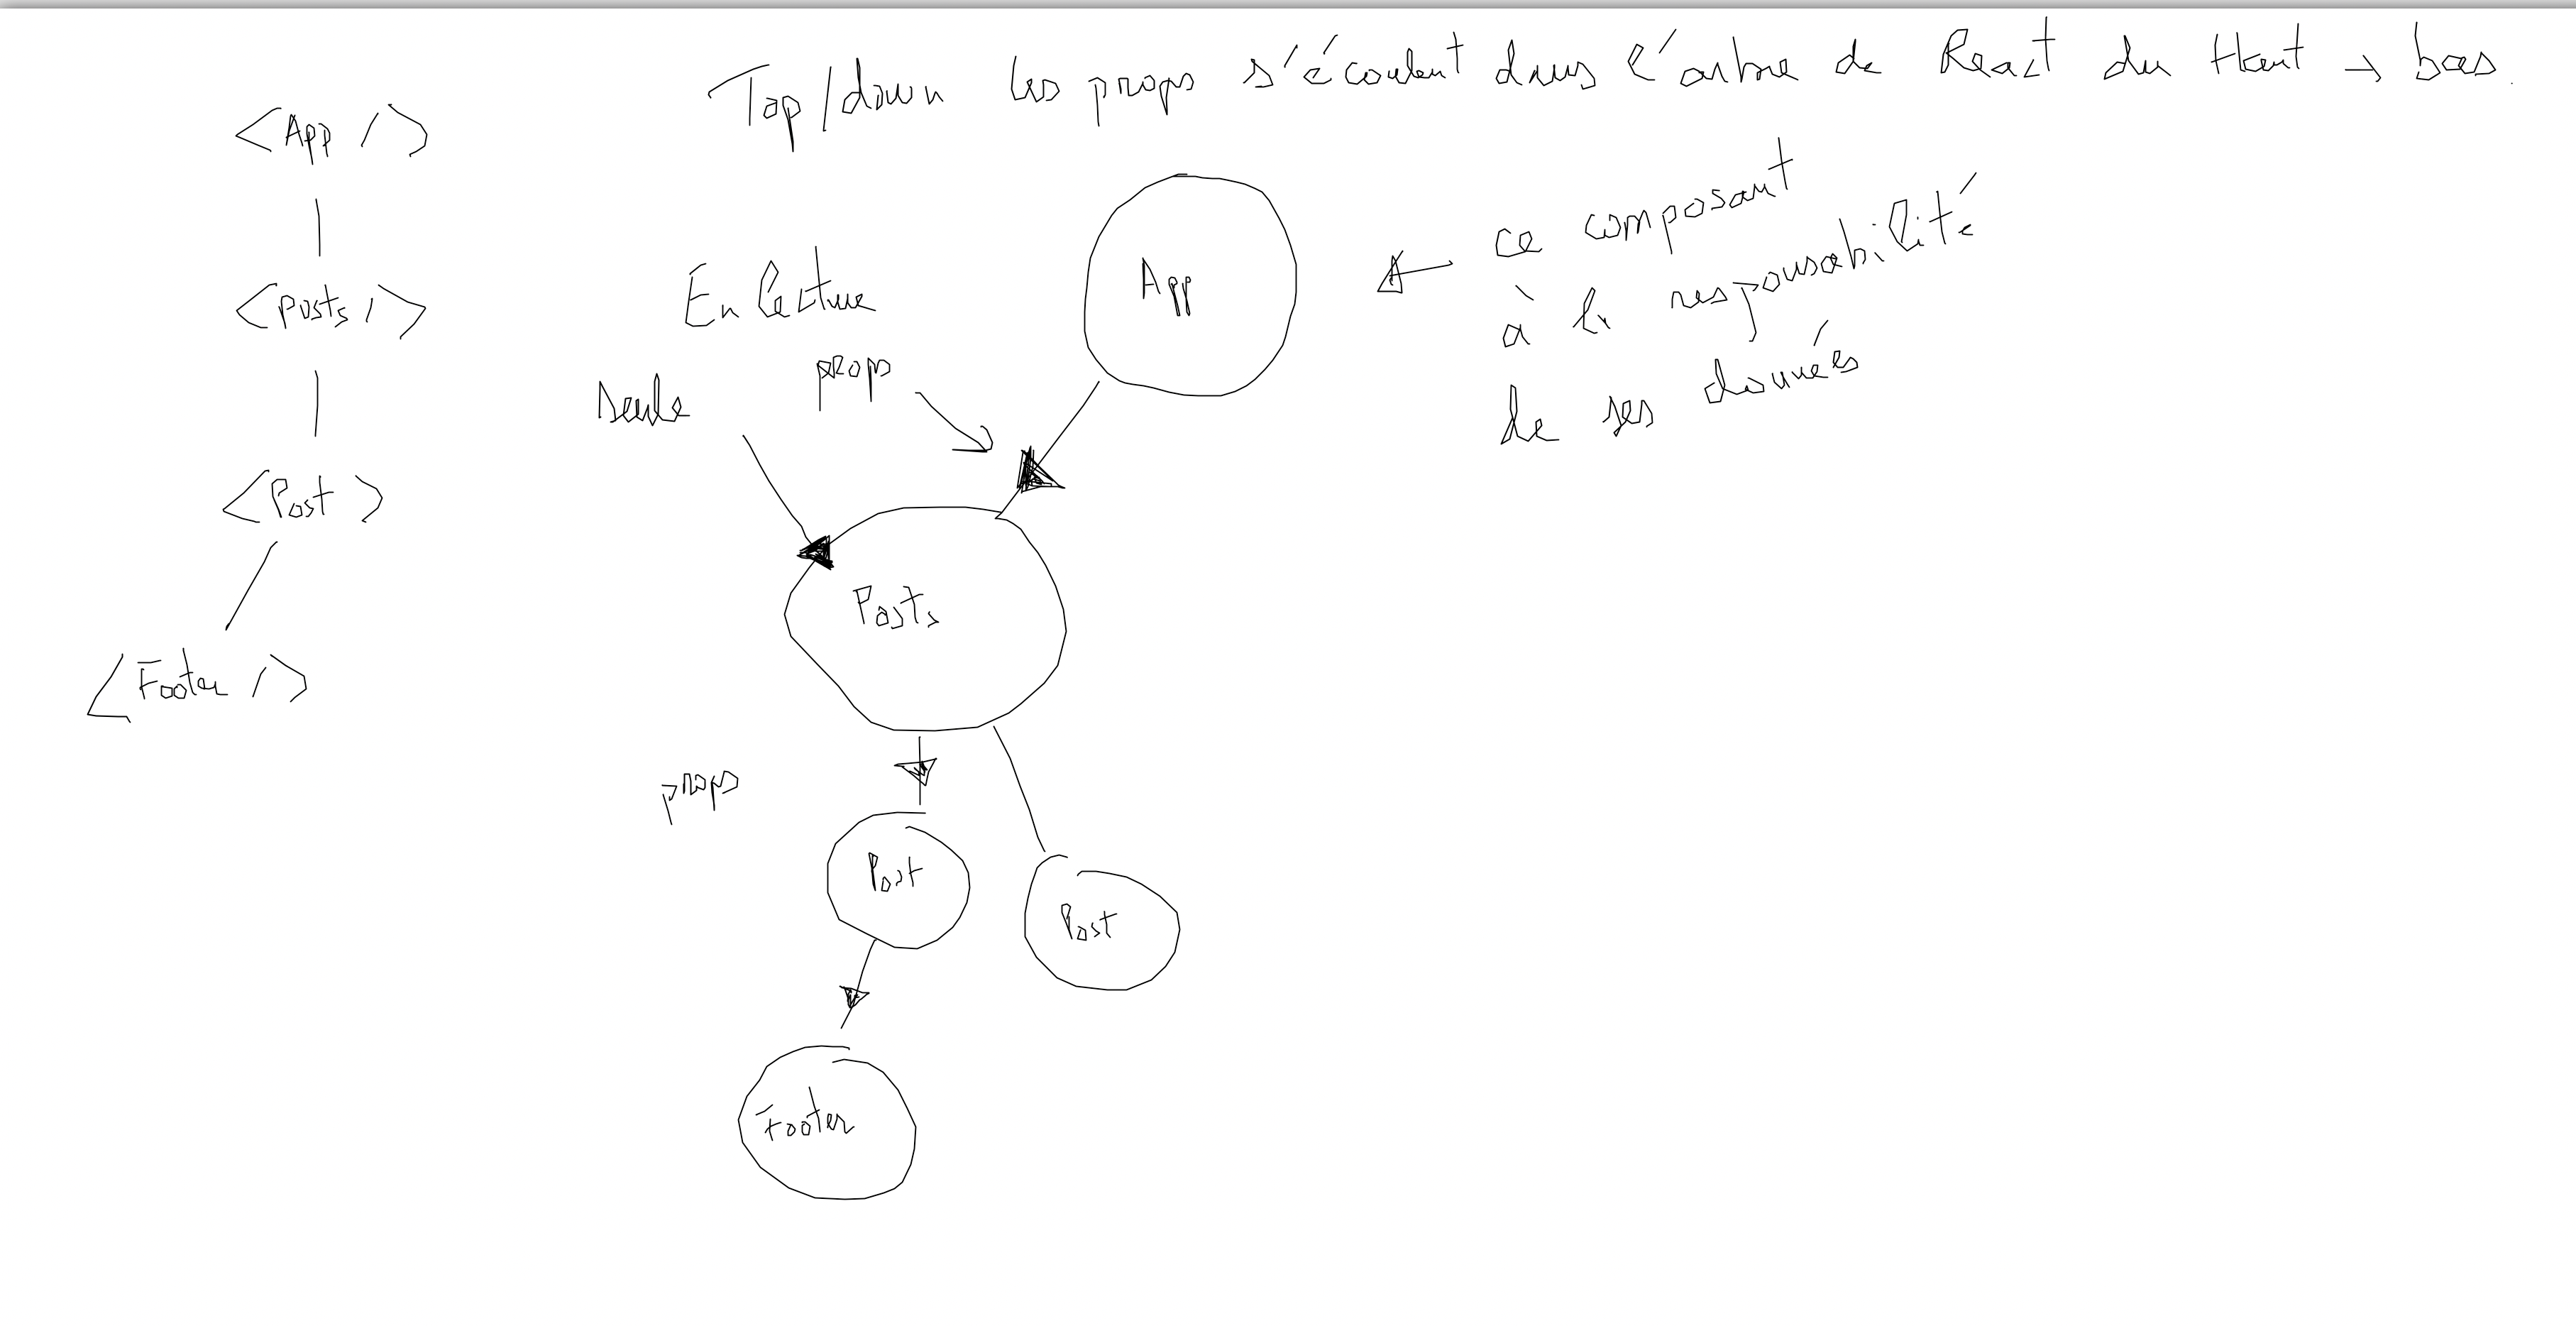 Top/down les props s'écoulent dans l'arbre de React du Haut → bas.
<App />
<Posts />
<Post >
<Footer />
En lecture
seule
props
App
ce composant
à la responsabilité
de ses données
Posts
props
Post
Post
Footer